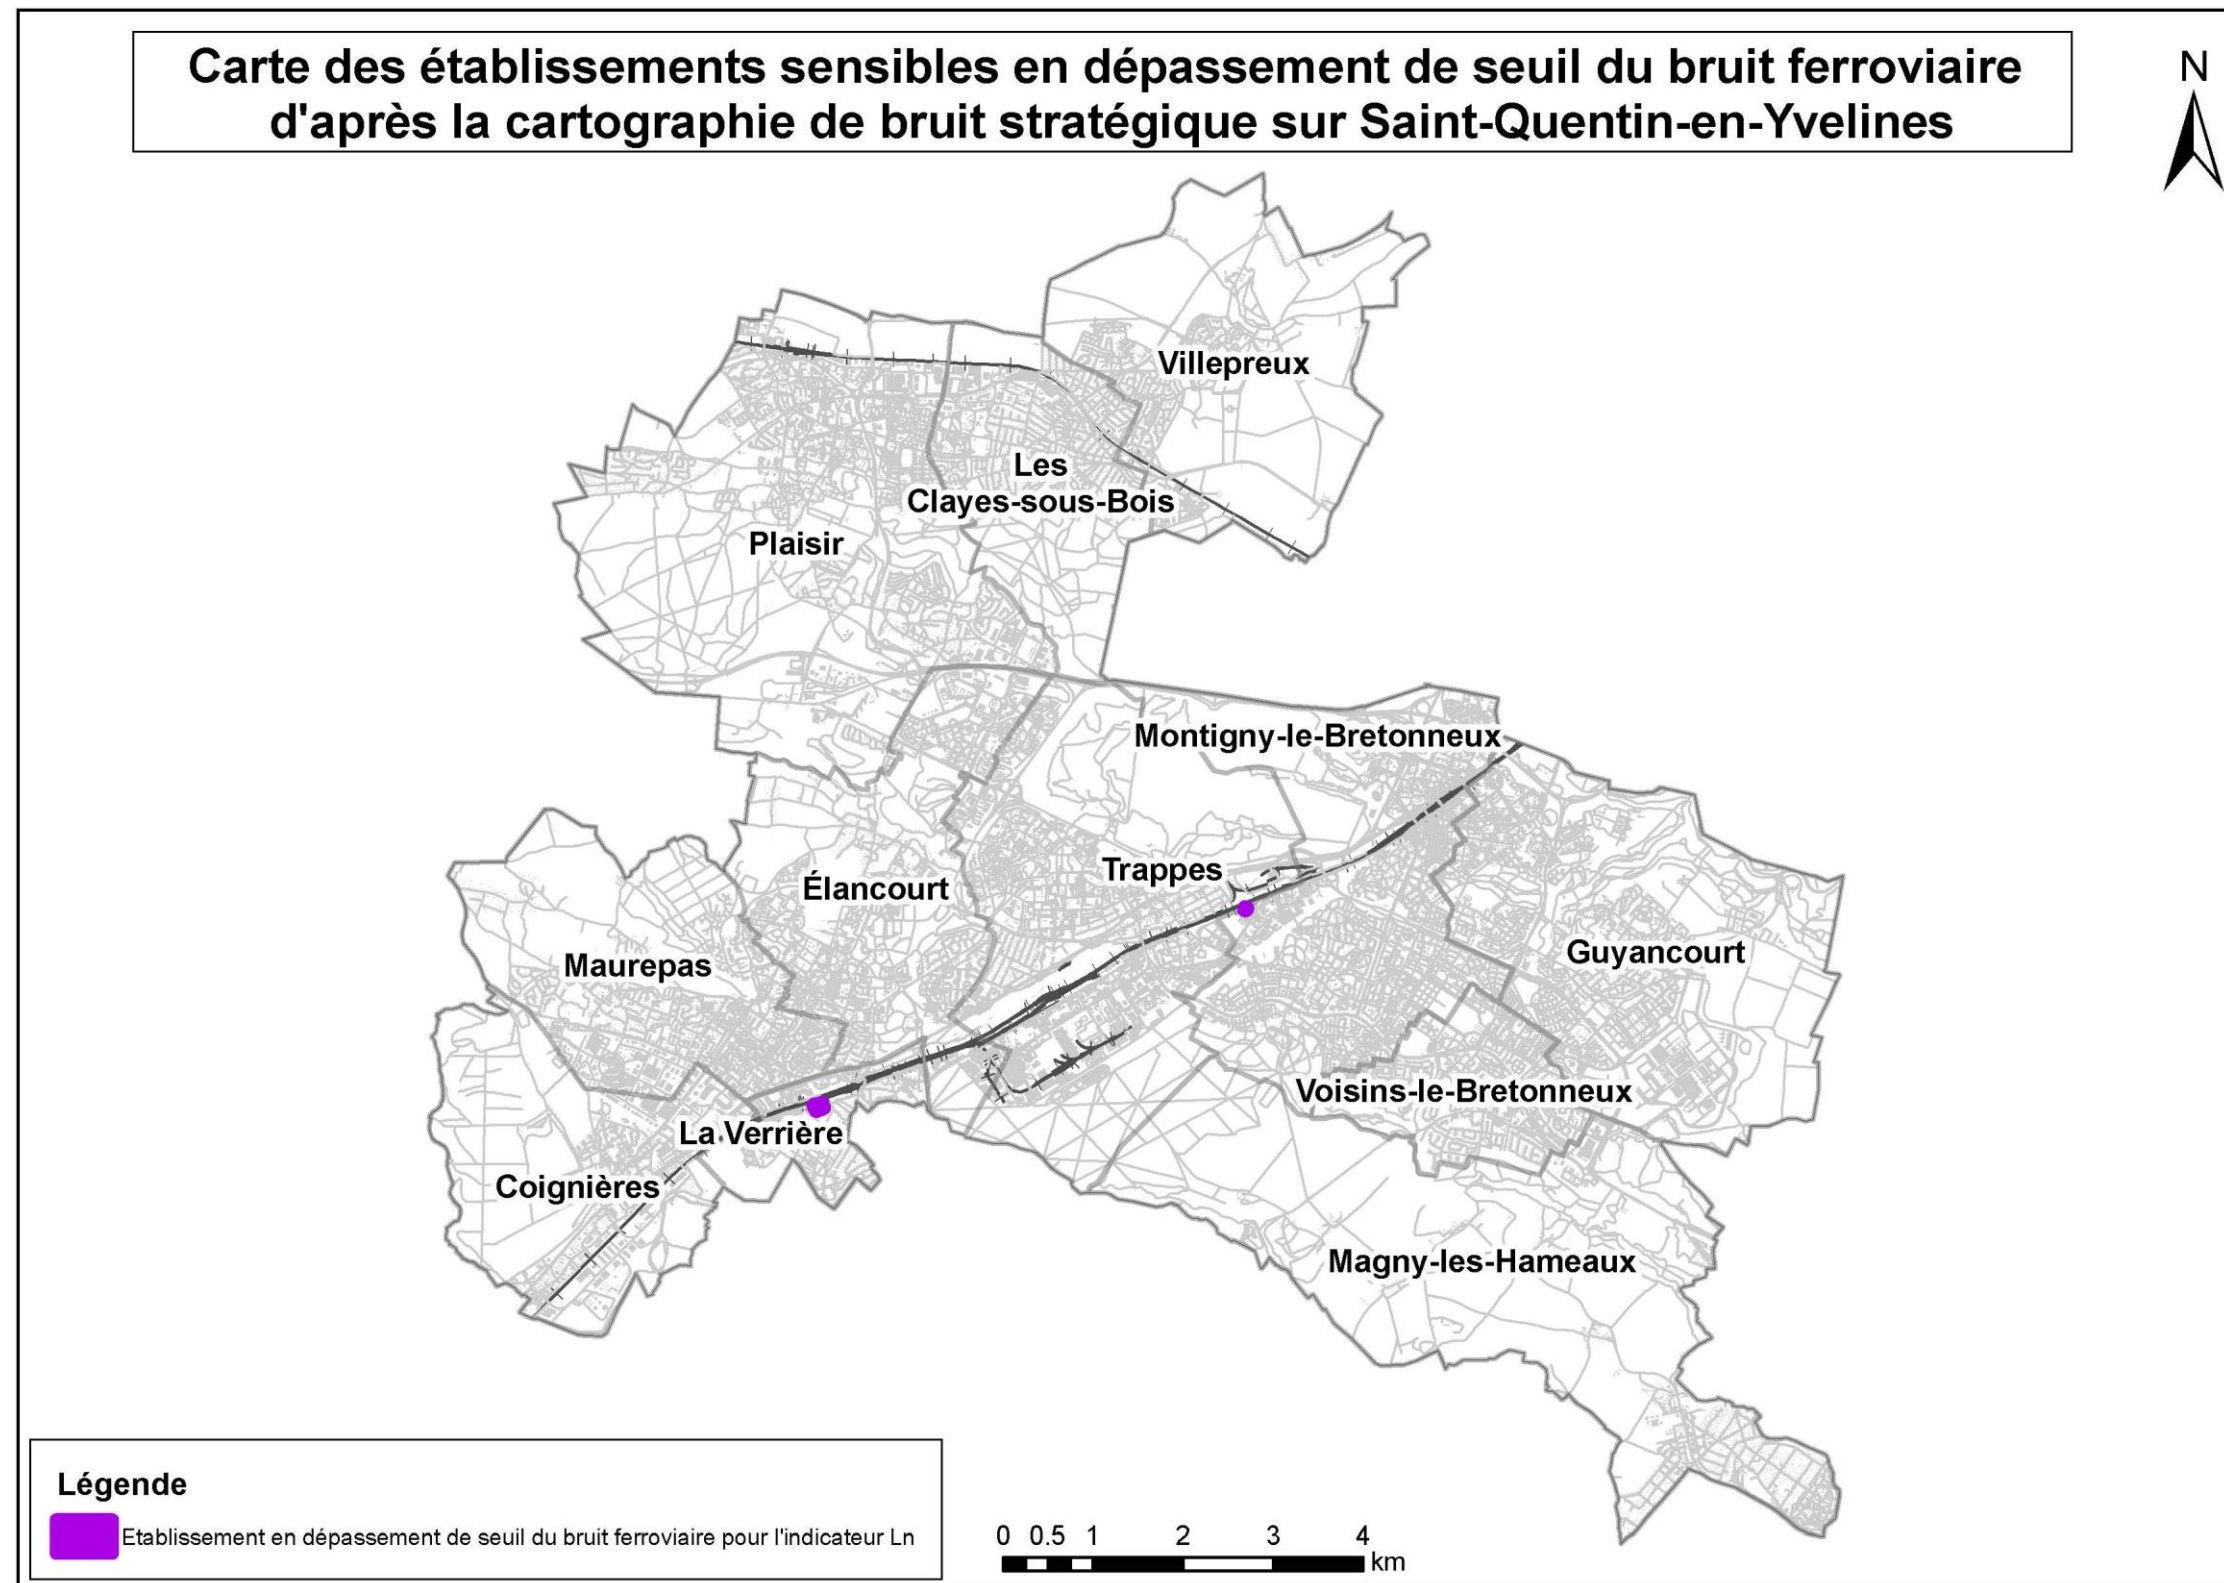 Carte des établissements sensibles en dépassement de seuil du bruit ferroviaire
d'après la cartographie de bruit stratégique sur Saint-Quentin-en-Yvelines
N
Villepreux
Les
Clayes-sous-Bois
Plaisir
Montigny-le-Bretonneux
Trappes
Élancourt
Guyancourt
Maurepas
Voisins-le-Bretonneux
La Verrière
Coignières
Magny-les-Hameaux
Légende
Etablissement en dépassement de seuil du bruit ferroviaire pour l'indicateur Ln
0 0.5 1 2 3 4
km